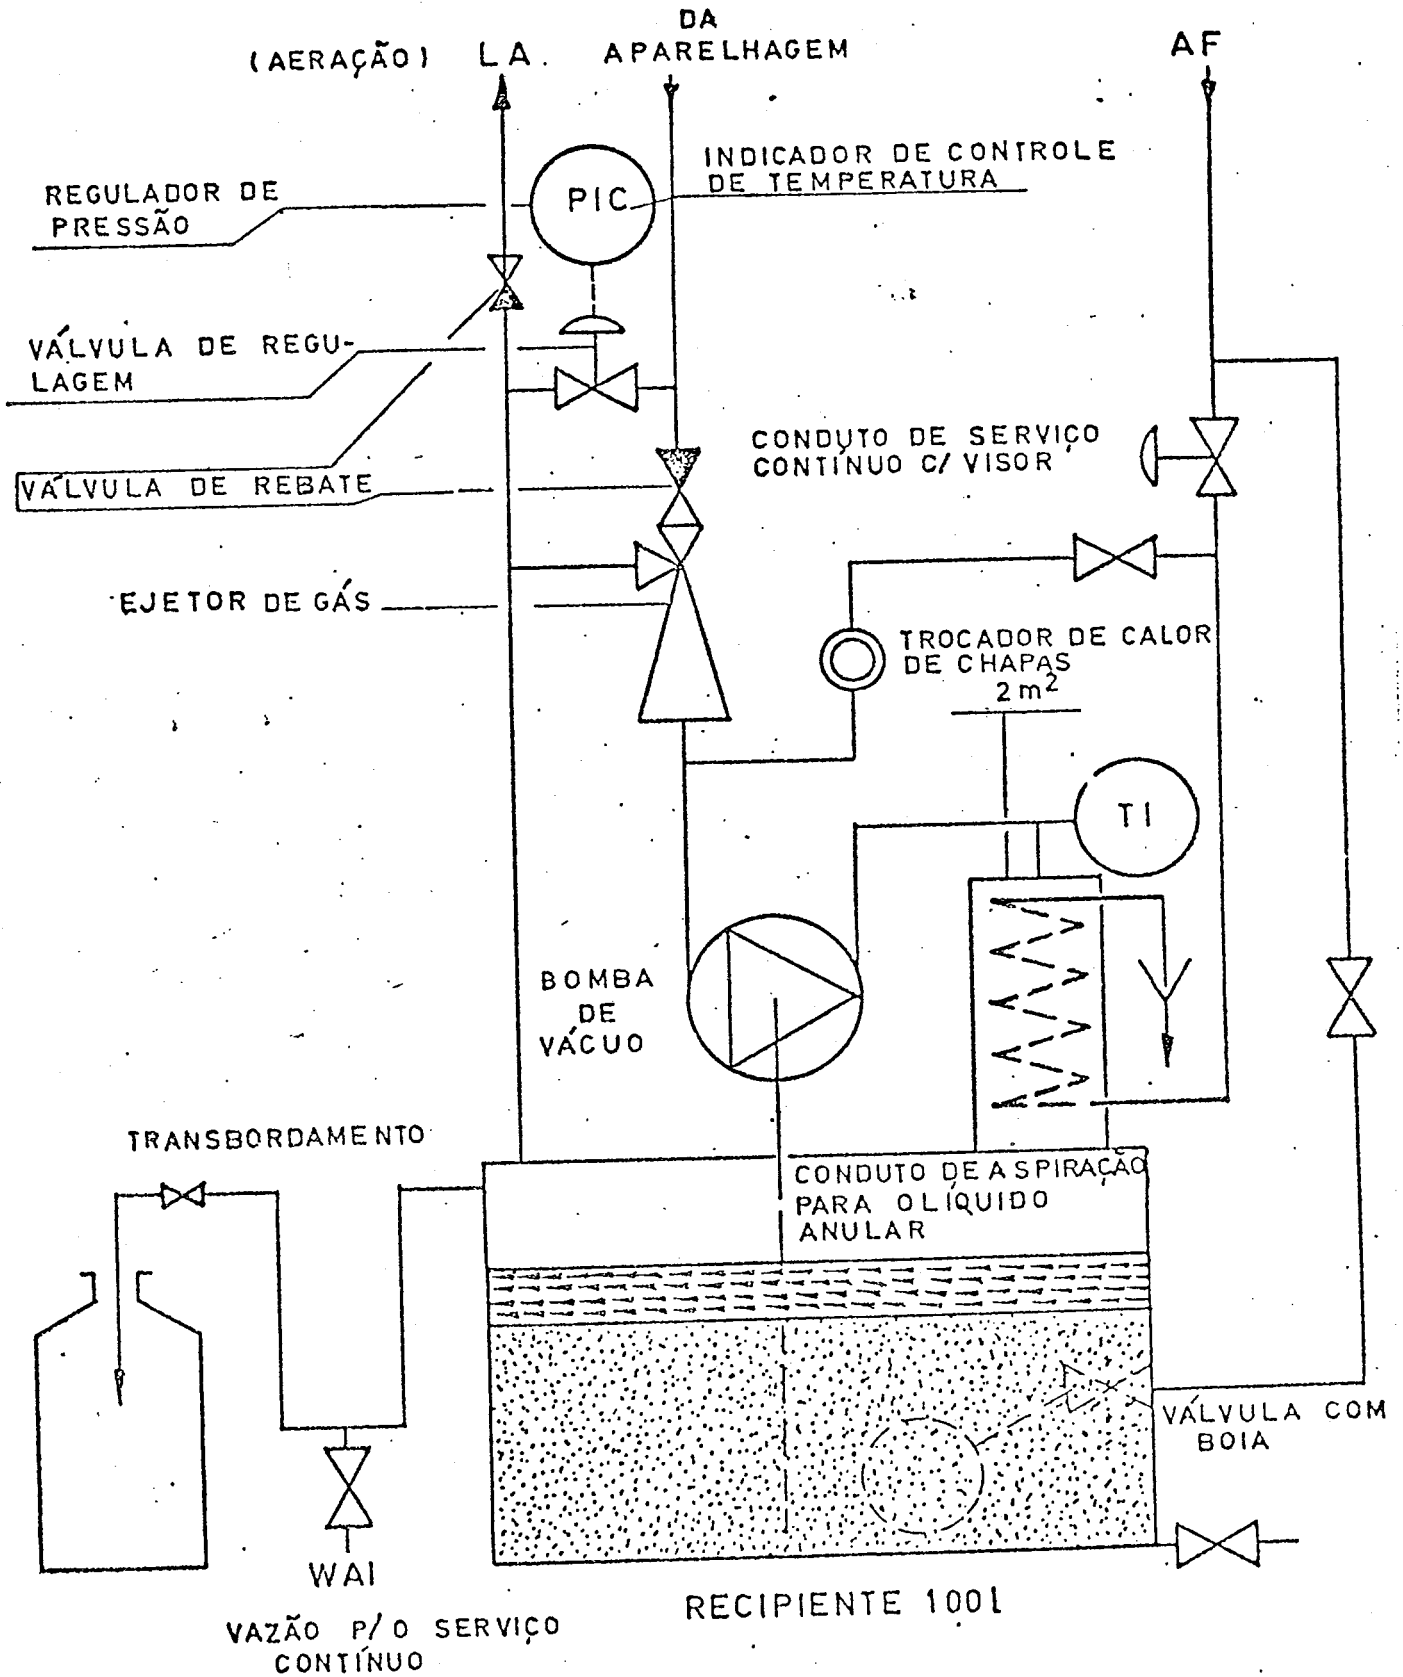 DA
(AERAÇÃO) LA. APARELHAGEM
AF
INDICADOR DE CONTROLE
DE TEMPERATURA
PIC
REGULADOR DE
PRESSÃO
VÁLVULA DE REGU-
LAGEM
CONDUTO DE SERVIÇO
CONTÍNUO C/ VISOR
VÁLVULA DE REBATE
EJETOR DE GÁS
TROCADOR DE CALOR
DE CHAPAS
2 m²
TI
BOMBA
DE
VÁCUO
TRANSBORDAMENTO
CONDUTO DE ASPIRAÇÃO
PARA O LÍQUIDO
ANULAR
VÁLVULA COM
BOIA
WAI
VAZÃO P/ O SERVIÇO
CONTÍNUO
RECIPIENTE 100l